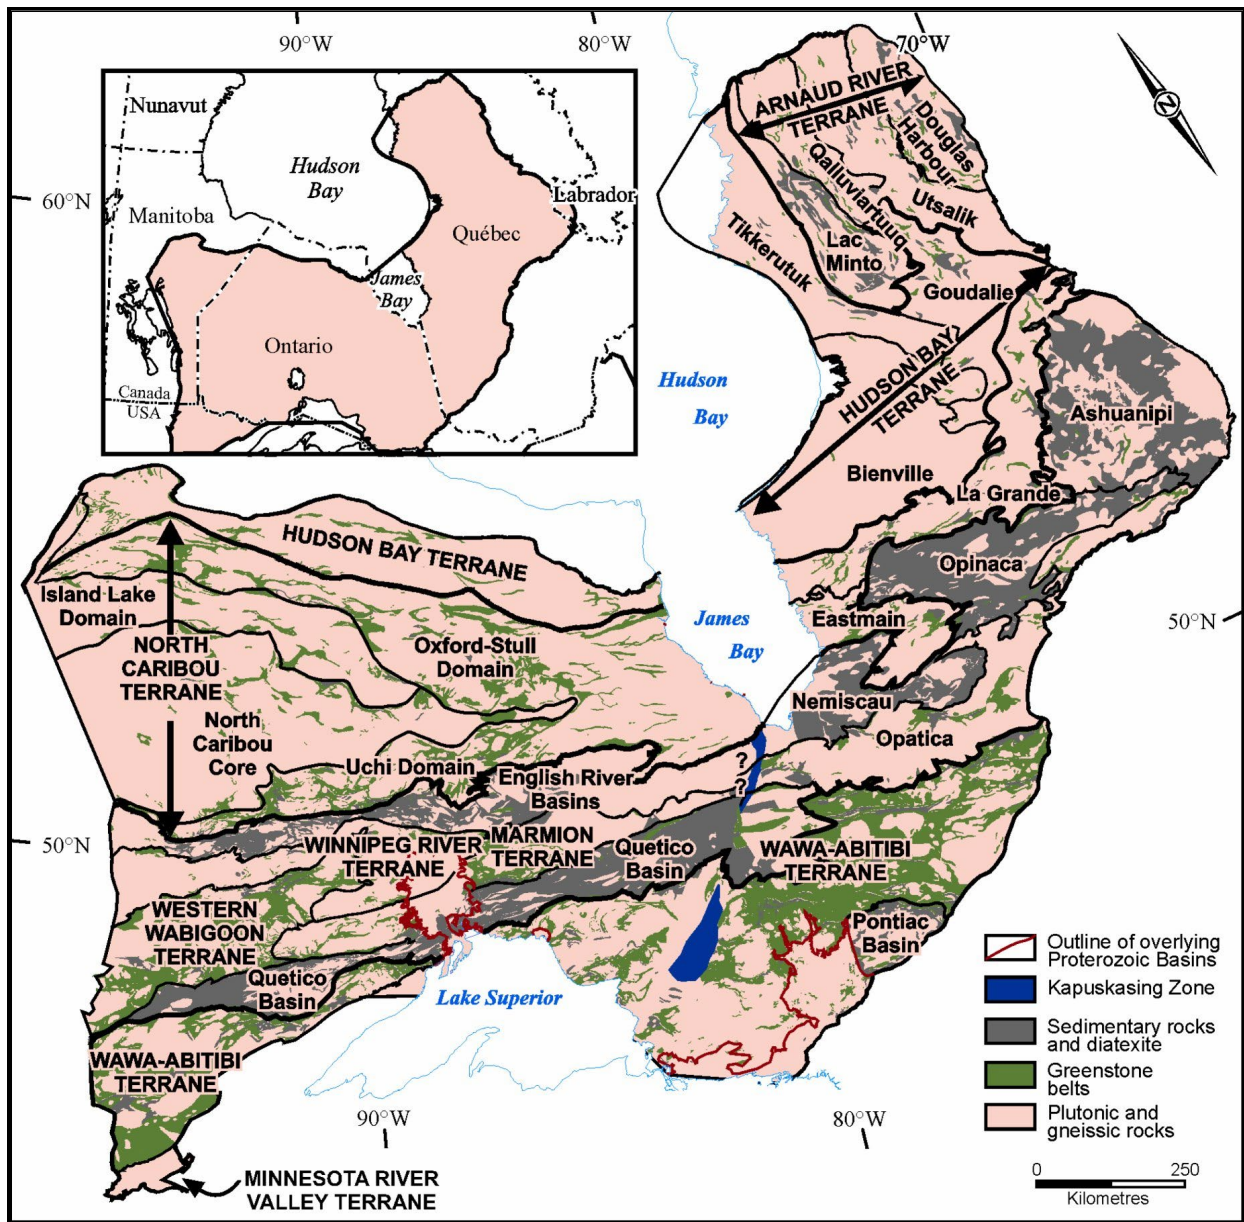 90°W
80°W
70°W
60°N
Nunavut
Hudson
Bay
Labrador
Manitoba
Québec
James
Bay
Ontario
Canada
USA
ARNAUD RIVER
TERRANE
Douglas
Harbour
Qalluviartuuq
Utsalik
Tikkerutuk
Lac
Minto
Goudalie
N
HUDSON BAY
TERRANE
Hudson
Bay
Ashuanipi
Bienville
La Grande
Opinaca
Eastmain
50°N
Nemiscau
Opatica
James
Bay
HUDSON BAY TERRANE
Island Lake
Domain
NORTH
CARIBOU
TERRANE
Oxford-Stull
Domain
North
Caribou
Core
Uchi Domain
English River
Basins
?
?
50°N
WINNIPEG RIVER
TERRANE
MARMION
TERRANE
Quetico
Basin
WAWA-ABITIBI
TERRANE
WESTERN
WABIGOON
TERRANE
Pontiac
Basin
Quetico
Basin
Lake Superior
WAWA-ABITIBI
TERRANE
90°W
80°W
MINNESOTA RIVER
VALLEY TERRANE
Outline of overlying
Proterozoic Basins
Kapuskasing Zone
Sedimentary rocks
and diatexite
Greenstone
belts
Plutonic and
gneissic rocks
0 250
Kilometres